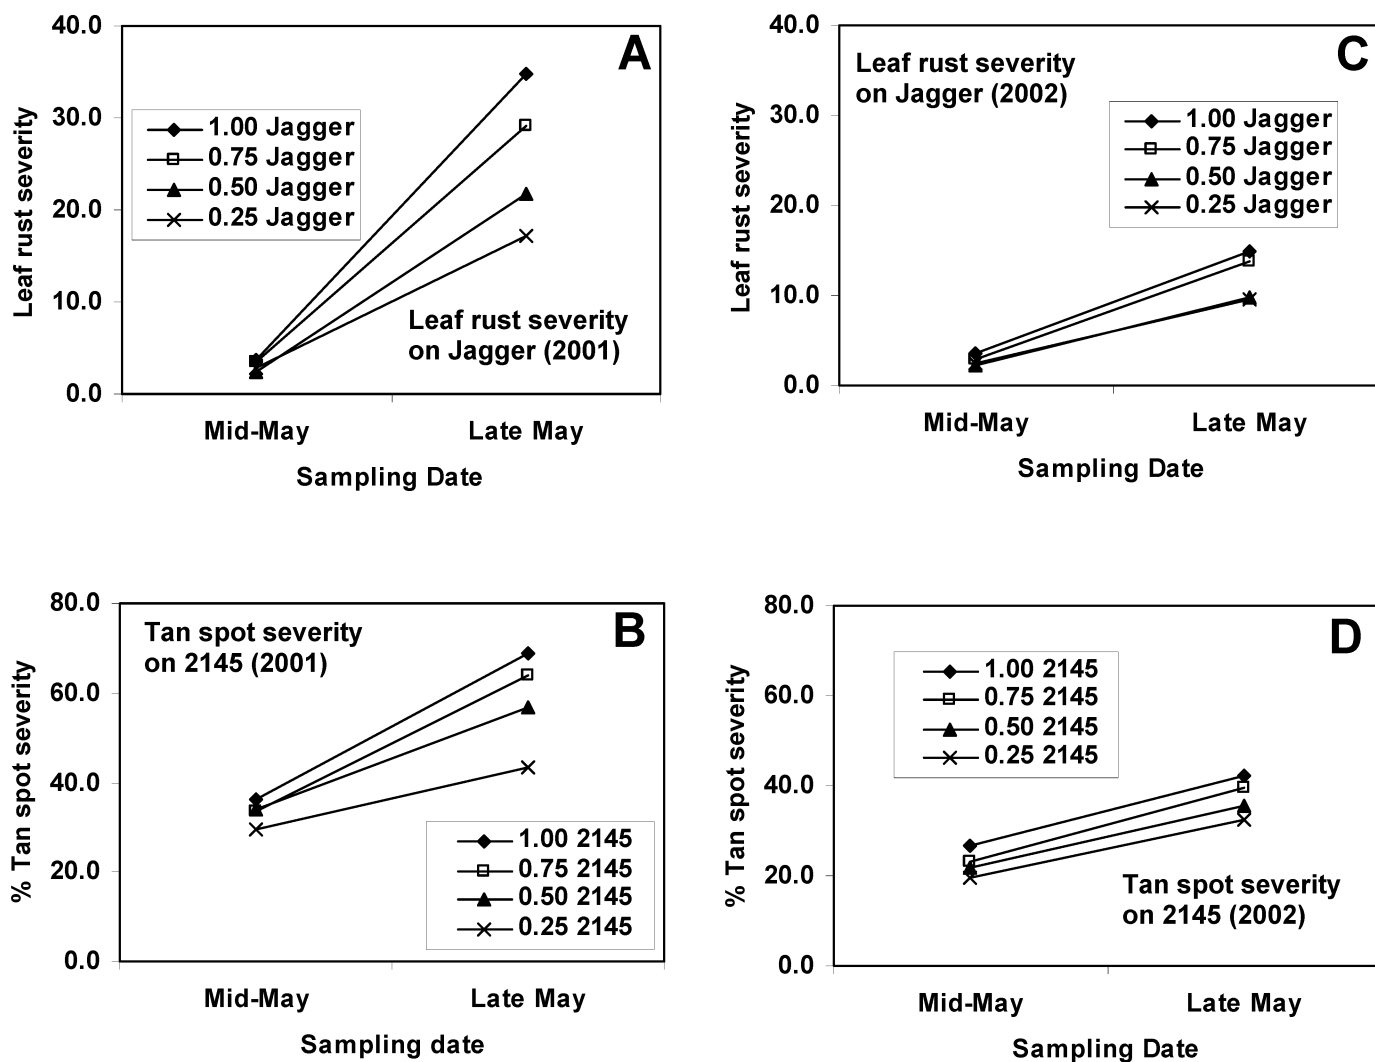 A
40.0
30.0
20.0
10.0
0.0
Leaf rust severity
1.00 Jagger
0.75 Jagger
0.50 Jagger
0.25 Jagger
Leaf rust severity
on Jagger (2001)
Mid-May
Late May
Sampling Date
C
40.0
30.0
20.0
10.0
0.0
Leaf rust severity
Leaf rust severity
on Jagger (2002)
1.00 Jagger
0.75 Jagger
0.50 Jagger
0.25 Jagger
Mid-May
Late May
Sampling Date
B
80.0
60.0
40.0
20.0
0.0
% Tan spot severity
Tan spot severity
on 2145 (2001)
1.00 2145
0.75 2145
0.50 2145
0.25 2145
Mid-May
Late May
Sampling date
D
80.0
60.0
40.0
20.0
0.0
% Tan spot severity
1.00 2145
0.75 2145
0.50 2145
0.25 2145
Tan spot severity
on 2145 (2002)
Mid-May
Late May
Sampling Date